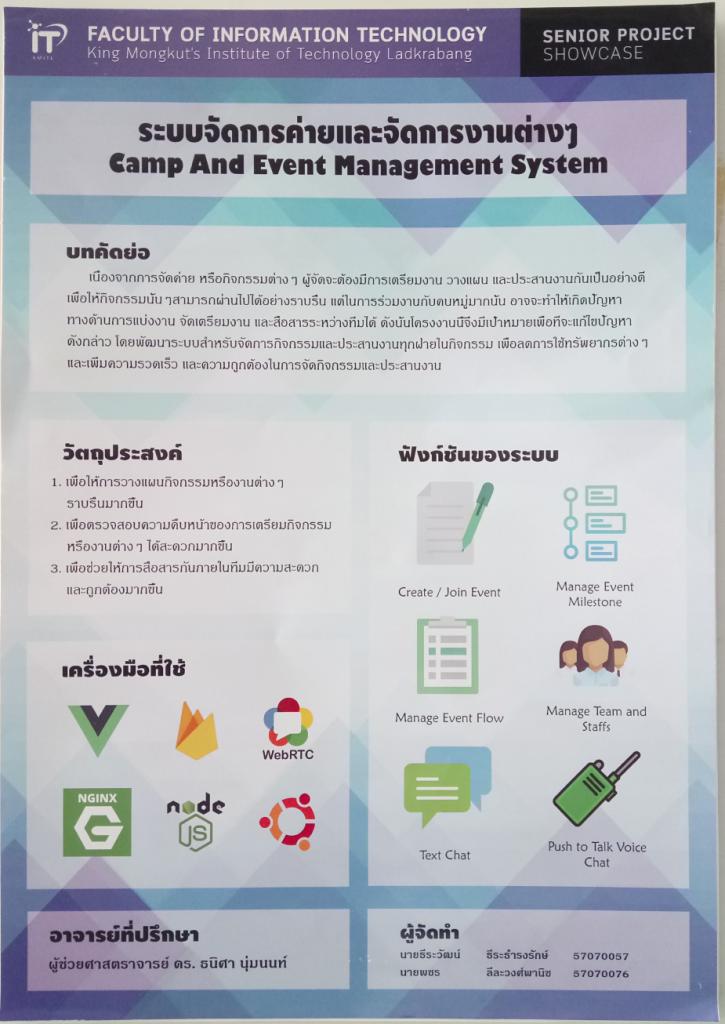 iT
KMITL
FACULTY OF INFORMATION TECHNOLOGY
King Mongkut's Institute of Technology Ladkrabang
SENIOR PROJECT
SHOWCASE
ระบบจัดการค่ายและจัดการงานต่างๆ
Camp And Event Management System
บทคัดย่อ
เนื่องจากการจัดค่าย หรือกิจกรรมต่าง ๆ ผู้จัดจะต้องมีการเตรียมงาน วางแผน และประสานงานกันเป็นอย่างดี
เพื่อให้กิจกรรมนั้น ๆสามารถผ่านไปได้อย่างราบรื่น แต่ในการร่วมงานกับคนหมู่มากนั้น อาจจะทำให้เกิดปัญหา
ทางด้านการแบ่งงาน จัดเตรียมงาน และสื่อสารระหว่างทีมได้ ดังนั้นโครงงานนี้จึงมีเป้าหมายเพื่อที่จะแก้ไขปัญหา
ดังกล่าว โดยพัฒนาระบบสำหรับจัดการกิจกรรมและประสานงานทุกฝ่ายในกิจกรรม เพื่อลดการใช้ทรัพยากรต่าง ๆ
และเพิ่มความรวดเร็ว และความถูกต้องในการจัดกิจกรรมและประสานงาน
วัตถุประสงค์
1. เพื่อให้การวางแผนกิจกรรมหรืองานต่าง ๆ
ราบรื่นมากขึ้น
2. เพื่อตรวจสอบความคืบหน้าของการเตรียมกิจกรรม
หรืองานต่าง ๆ ได้สะดวกมากขึ้น
3. เพื่อช่วยให้การสื่อสารกันภายในทีมมีความสะดวก
และถูกต้องมากขึ้น
ฟังก์ชันของระบบ
Create / Join Event
Manage Event
Milestone
Manage Event Flow
Manage Team and
Staffs
Text Chat
Push to Talk Voice
Chat
เครื่องมือที่ใช้
WebRTC
NGINX
G
node
JS
อาจารย์ที่ปรึกษา
ผู้ช่วยศาสตราจารย์ ดร. ธนิศา นุ่มนนท์
ผู้จัดทำ
นายธีระวัฒน์ ธีระธำรงรักษ์ 57070057
นายพชร ลีละวงศ์พานิช 57070076